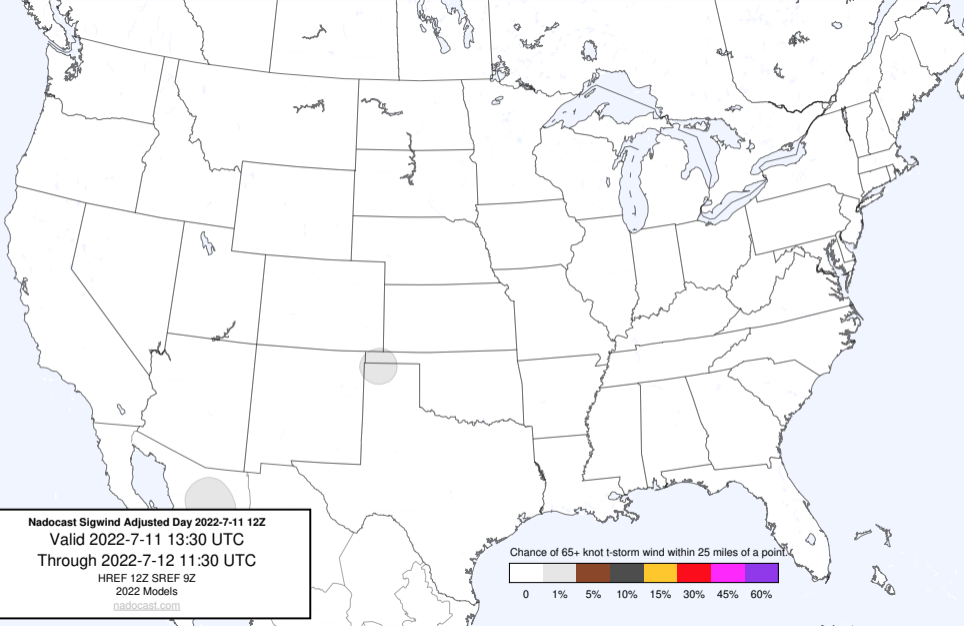 Nadocast Sigwind Adjusted Day 2022-7-11 12Z
Valid 2022-7-11 13:30 UTC
Through 2022-7-12 11:30 UTC
HREF 12Z SREF 9Z
2022 Models
nadocast.com
Chance of 65+ knot t-storm wind within 25 miles of a point.
0 1% 5% 10% 15% 30% 45% 60%